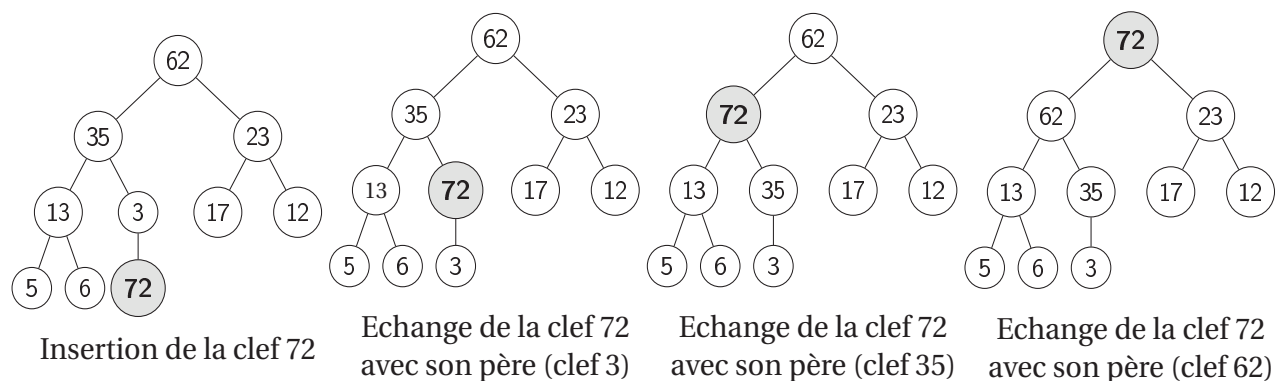 62
35 23
13 3 17 12
5 6 72
Insertion de la clef 72
62
35 23
13 72 17 12
5 6 3
Echange de la clef 72
avec son père (clef 3)
62
72 23
13 35 17 12
5 6 3
Echange de la clef 72
avec son père (clef 35)
72
62 23
13 35 17 12
5 6 3
Echange de la clef 72
avec son père (clef 62)